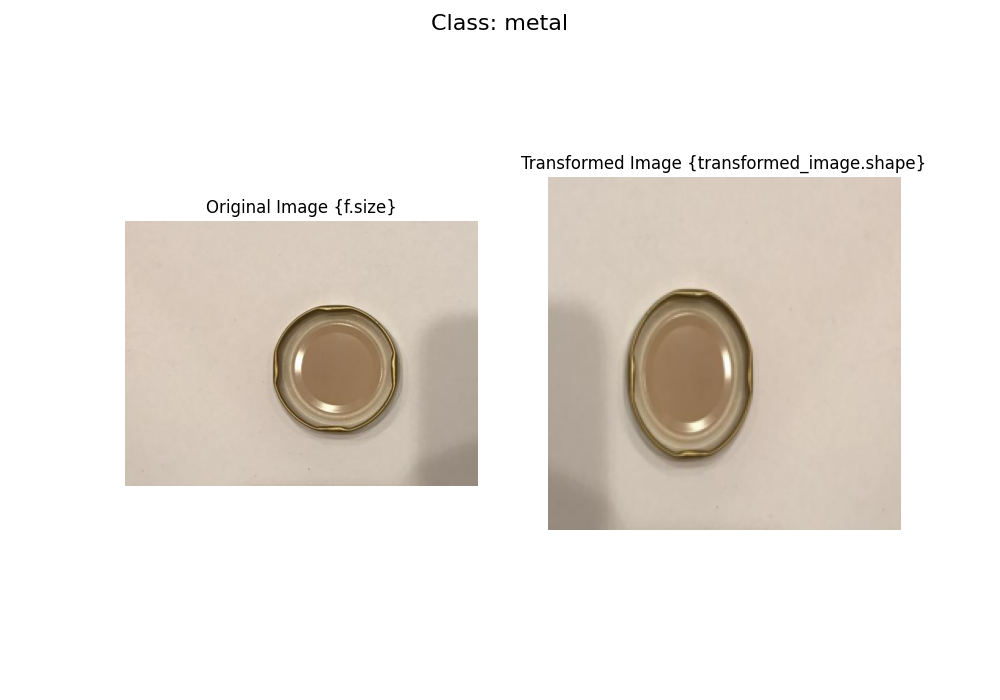 Class: metal
Original Image {f.size}
Transformed Image {transformed_image.shape}